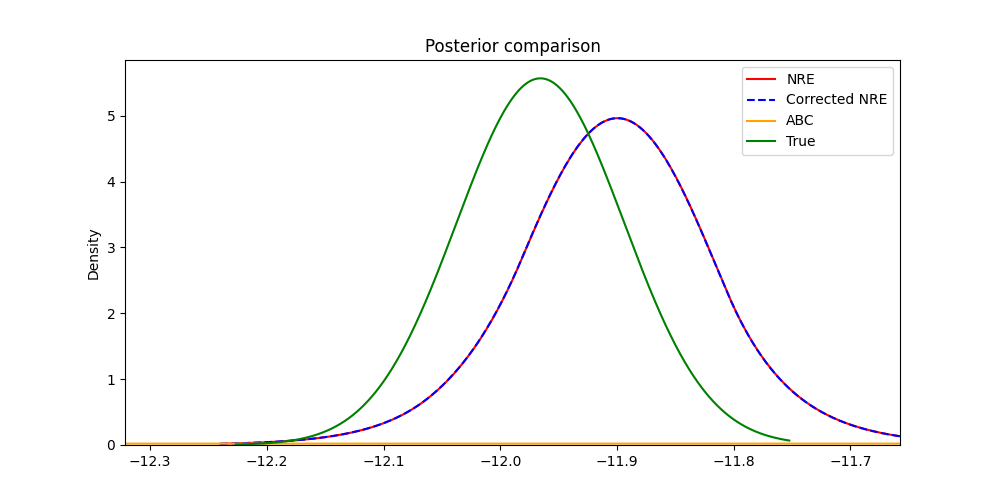 Posterior comparison
NRE
Corrected NRE
ABC
True
Density
5
4
3
2
1
0
−12.3 −12.2 −12.1 −12.0 −11.9 −11.8 −11.7